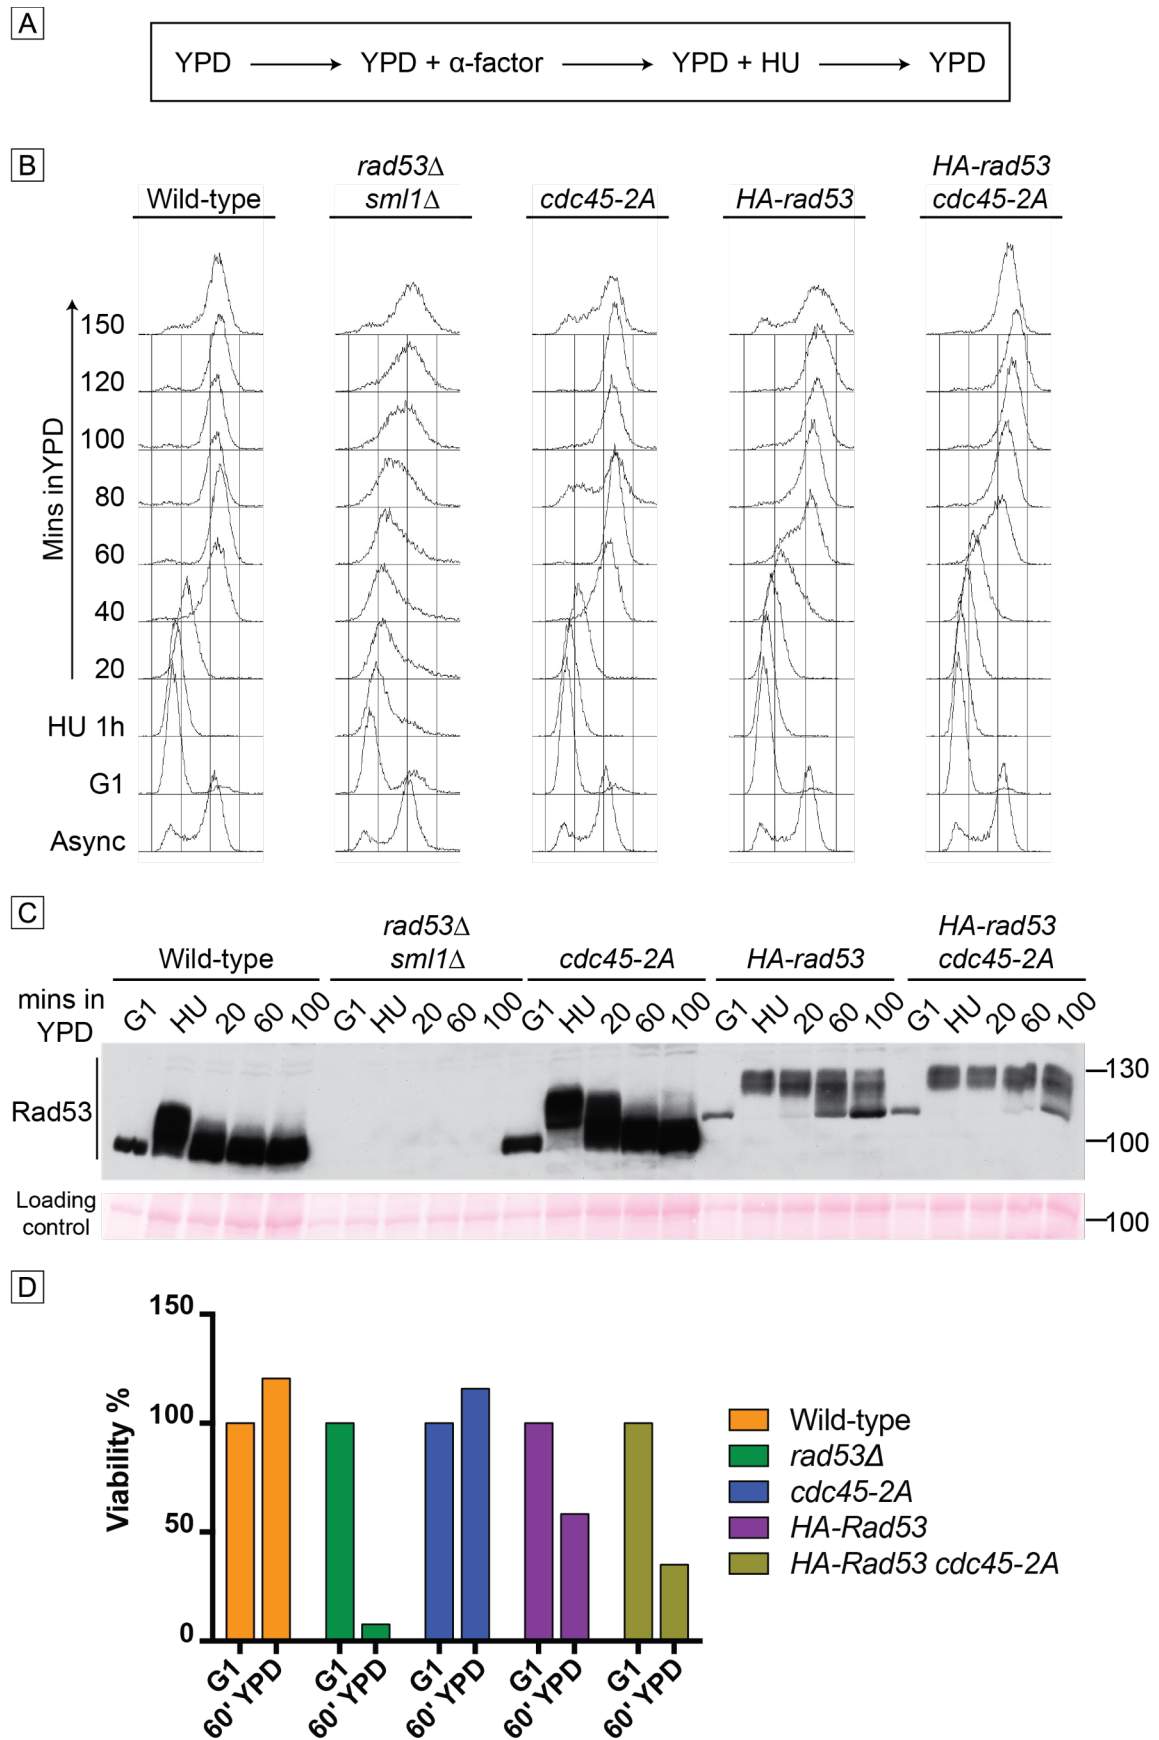 A
YPD YPD + α-factor YPD + HU YPD
B
rad53Δ HA-rad53
Wild-type sml1Δ cdc45-2A HA-rad53 cdc45-2A
Mins inYPD
150
120
100
80
60
40
20
HU 1h
G1
Async
C
rad53Δ HA-rad53
Wild-type sml1Δ cdc45-2A HA-rad53 cdc45-2A
mins in
YPD
G1 HU 20 60 100 G1 HU 20 60 100 G1 HU 20 60 100 G1 HU 20 60 100 G1 HU 20 60 100
130
Rad53
100
Loading
control
100
D
Viability %
150
100
50
0
G1 60' YPD G1 60' YPD G1 60' YPD G1 60' YPD G1 60' YPD
Wild-type
rad53Δ
cdc45-2A
HA-Rad53
HA-Rad53 cdc45-2A